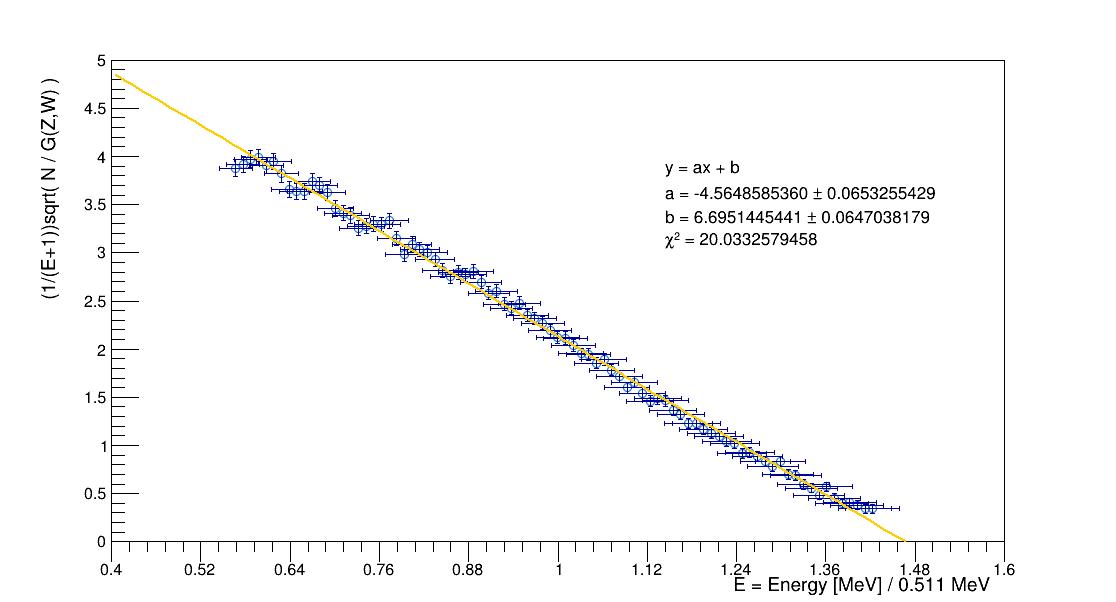 (1/(E+1))sqrt( N / G(Z,W) )
5
4.5
4
3.5
3
2.5
2
1.5
1
0.5
0
y = ax + b
a = -4.5648585360 ± 0.0653255429
b = 6.6951445441 ± 0.0647038179
χ² = 20.0332579458
0.4 0.52 0.64 0.76 0.88 1 1.12 1.24 1.36 1.48 1.6
E = Energy [MeV] / 0.511 MeV